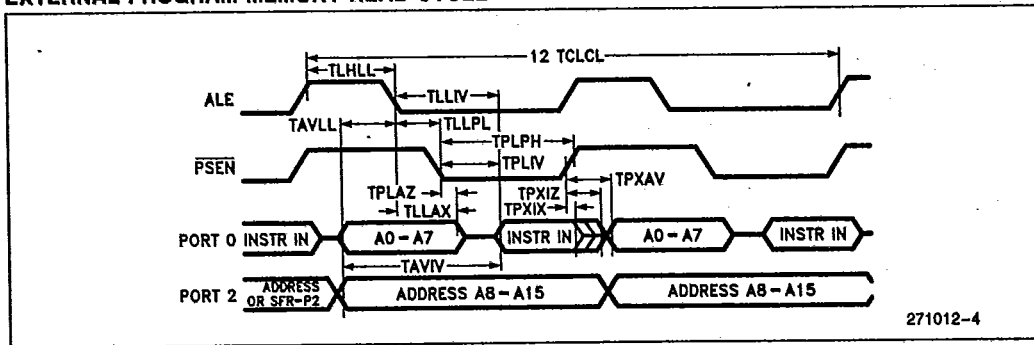 EXTERNAL PROGRAM MEMORY READ CYCLE
12 TCLCL
TLHLL
ALE
TLLIV
TAVLL
TLLPL
TPLPH
PSEN
TPLIV
TPXAV
TPLAZ
TPXIZ
TLLAX
TPXIX
PORT 0
INSTR IN
A0-A7
INSTR IN
A0-A7
INSTR IN
TAVIV
PORT 2
ADDRESS
OR SFR-P2
ADDRESS A8-A15
ADDRESS A8-A15
271012-4